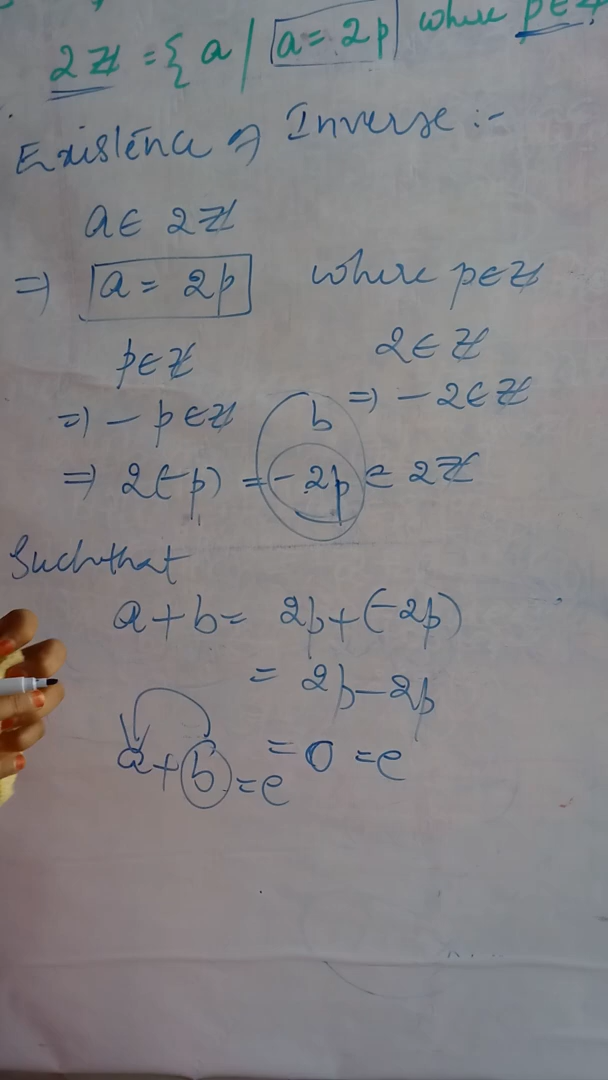 2ℤ = { a | a = 2p where p ∈ ℤ
Existence of Inverse :-
a ∈ 2ℤ
⇒ a = 2p where p ∈ ℤ
p ∈ ℤ 2 ∈ ℤ
⇒ - p ∈ ℤ ⇒ - 2 ∈ ℤ
b
⇒ 2(-p) = -2p ∈ 2ℤ
Such that
a + b = 2p + (-2p)
= 2p - 2p
= 0 = e
a + b = e